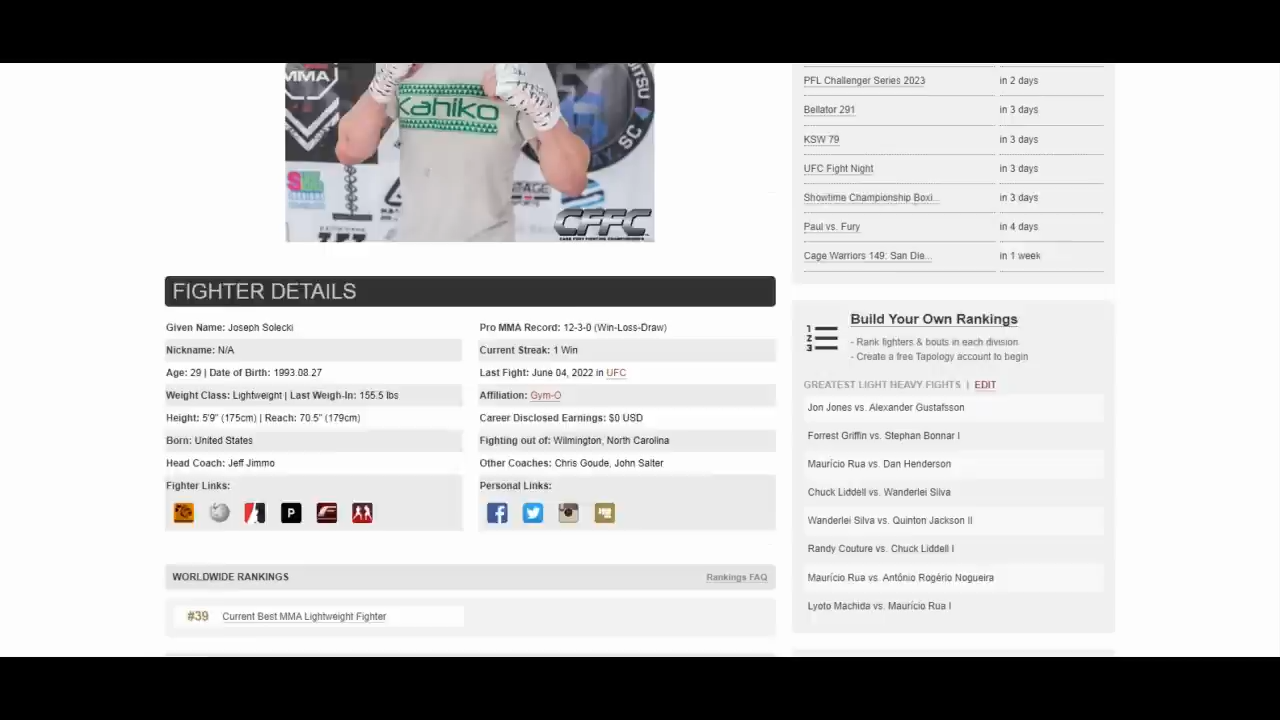 MMA
Kahiko
JITSU
SC
CFFC
CAGE FURY FIGHTING CHAMPIONSHIPS
FIGHTER DETAILS
Given Name: Joseph Solecki
Nickname: N/A
Age: 29 | Date of Birth: 1993.08.27
Weight Class: Lightweight | Last Weigh-In: 155.5 lbs
Height: 5'9" (175cm) | Reach: 70.5" (179cm)
Born: United States
Head Coach: Jeff Jimmo
Fighter Links:
Pro MMA Record: 12-3-0 (Win-Loss-Draw)
Current Streak: 1 Win
Last Fight: June 04, 2022 in UFC
Affiliation: Gym-O
Career Disclosed Earnings: $0 USD
Fighting out of: Wilmington, North Carolina
Other Coaches: Chris Goude, John Salter
Personal Links:
WORLDWIDE RANKINGS Rankings FAQ
#39 Current Best MMA Lightweight Fighter
PFL Challenger Series 2023 in 2 days
Bellator 291 in 3 days
KSW 79 in 3 days
UFC Fight Night in 3 days
Showtime Championship Boxi... in 3 days
Paul vs. Fury in 4 days
Cage Warriors 149: San Die... in 1 week
Build Your Own Rankings
- Rank fighters & bouts in each division
- Create a free Tapology account to begin
GREATEST LIGHT HEAVY FIGHTS | EDIT
Jon Jones vs. Alexander Gustafsson
Forrest Griffin vs. Stephan Bonnar I
Maurício Rua vs. Dan Henderson
Chuck Liddell vs. Wanderlei Silva
Wanderlei Silva vs. Quinton Jackson II
Randy Couture vs. Chuck Liddell I
Maurício Rua vs. Antônio Rogério Nogueira
Lyoto Machida vs. Maurício Rua I